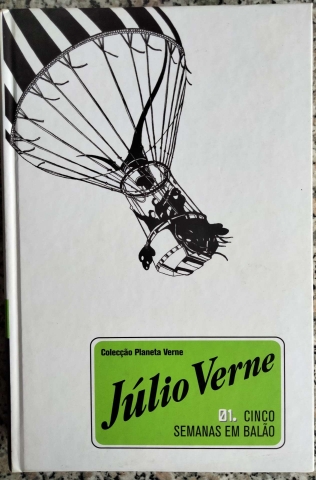 Colecção Planeta Verne
Júlio Verne
01. CINCO
SEMANAS EM BALÃO